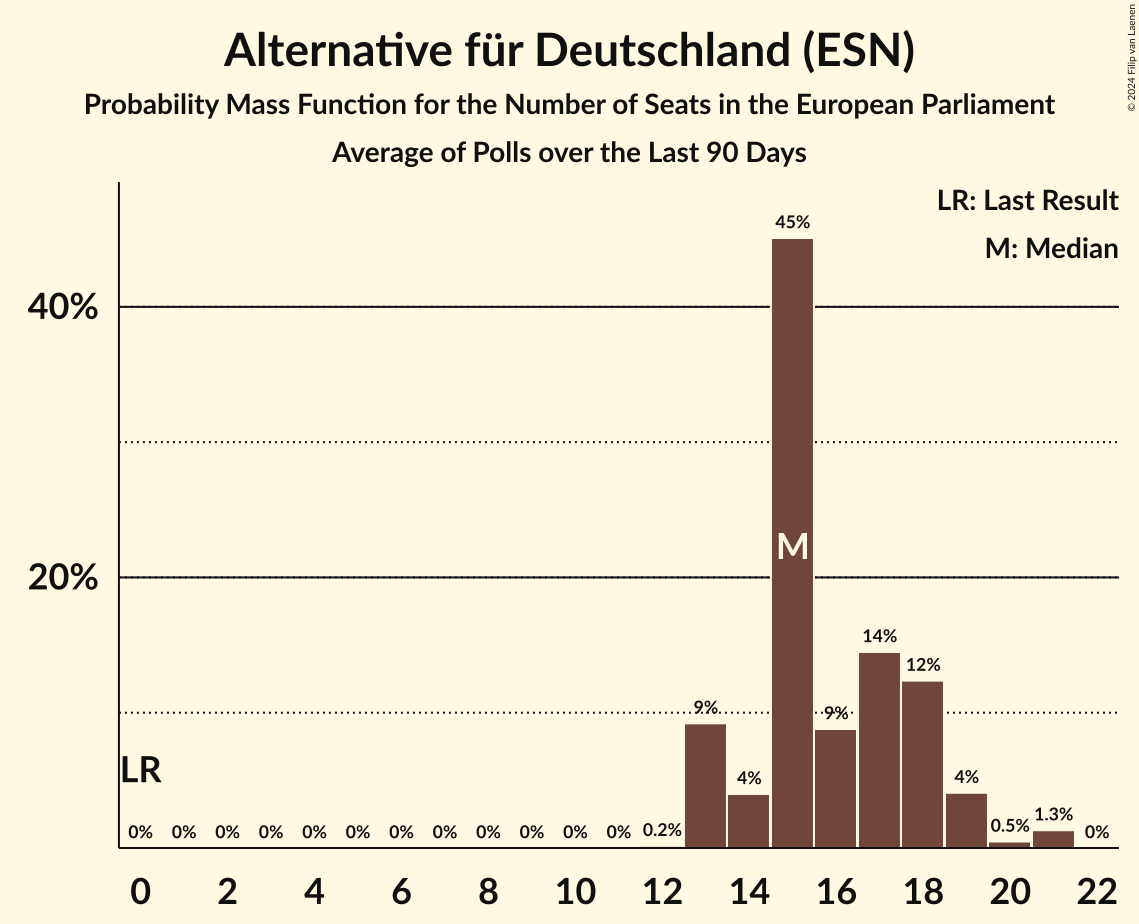 Alternative für Deutschland (ESN)
Probability Mass Function for the Number of Seats in the European Parliament
Average of Polls over the Last 90 Days
© 2024 Filip van Laenen
LR: Last Result
M: Median
45%
40%
M
20%
14%
12%
9%
9%
LR
4%
4%
1.3%
0% 0% 0% 0% 0% 0% 0% 0% 0% 0% 0% 0% 0.2% 0.5% 0%
0 2 4 6 8 10 12 14 16 18 20 22